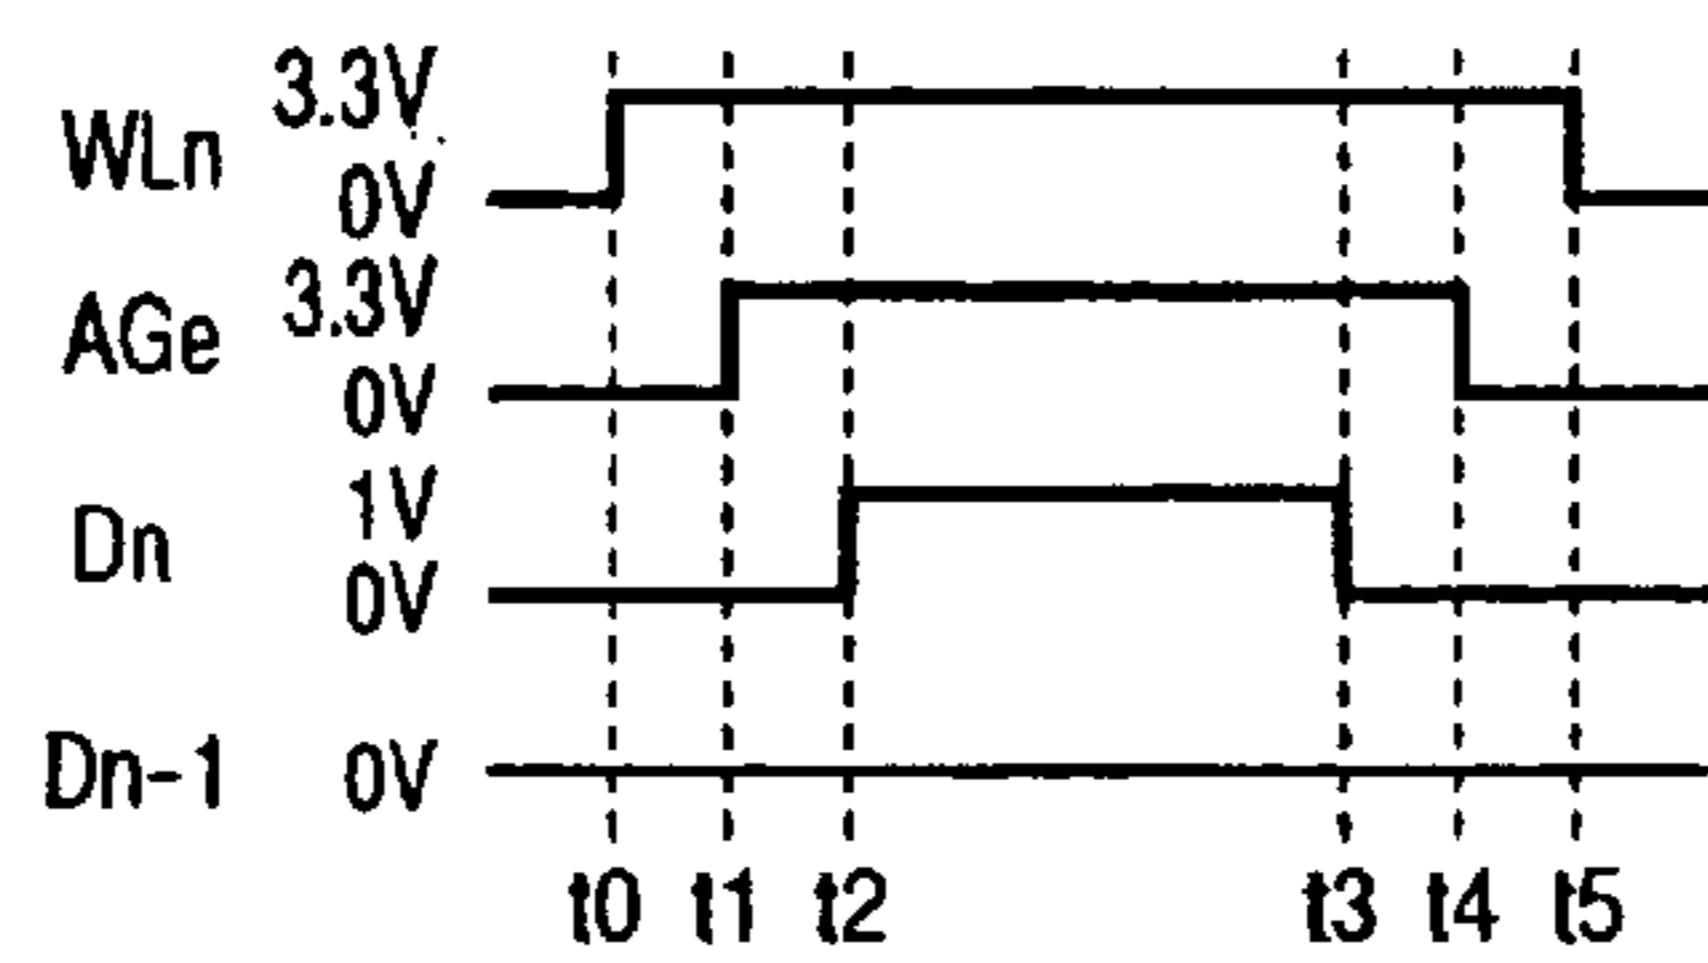 WLn 3.3V
0V
AGe 3.3V
0V
Dn 1V
0V
Dn-1 0V
t0 t1 t2 t3 t4 t5